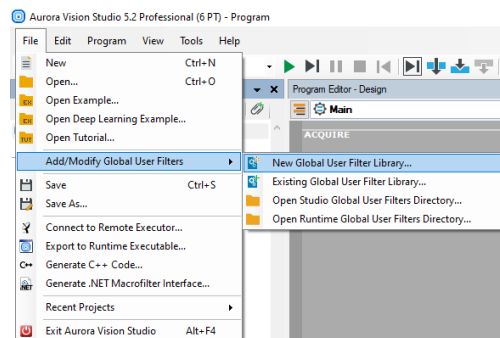 Aurora Vision Studio 5.2 Professional (6 PT) - Program
File Edit Program View Tools Help
New Ctrl+N
Open... Ctrl+O
Program Editor - Design
Open Example...
Main
Open Deep Learning Example...
Open Tutorial...
ACQUIRE
Add/Modify Global User Filters
New Global User Filter Library...
Save Ctrl+S
Existing Global User Filter Library...
Save As...
Open Studio Global User Filters Directory...
Connect to Remote Executor...
Open Runtime Global User Filters Directory...
Export to Runtime Executable...
C++ Generate C++ Code...
.NET Generate .NET Macrofilter Interface...
Recent Projects
Exit Aurora Vision Studio Alt+F4